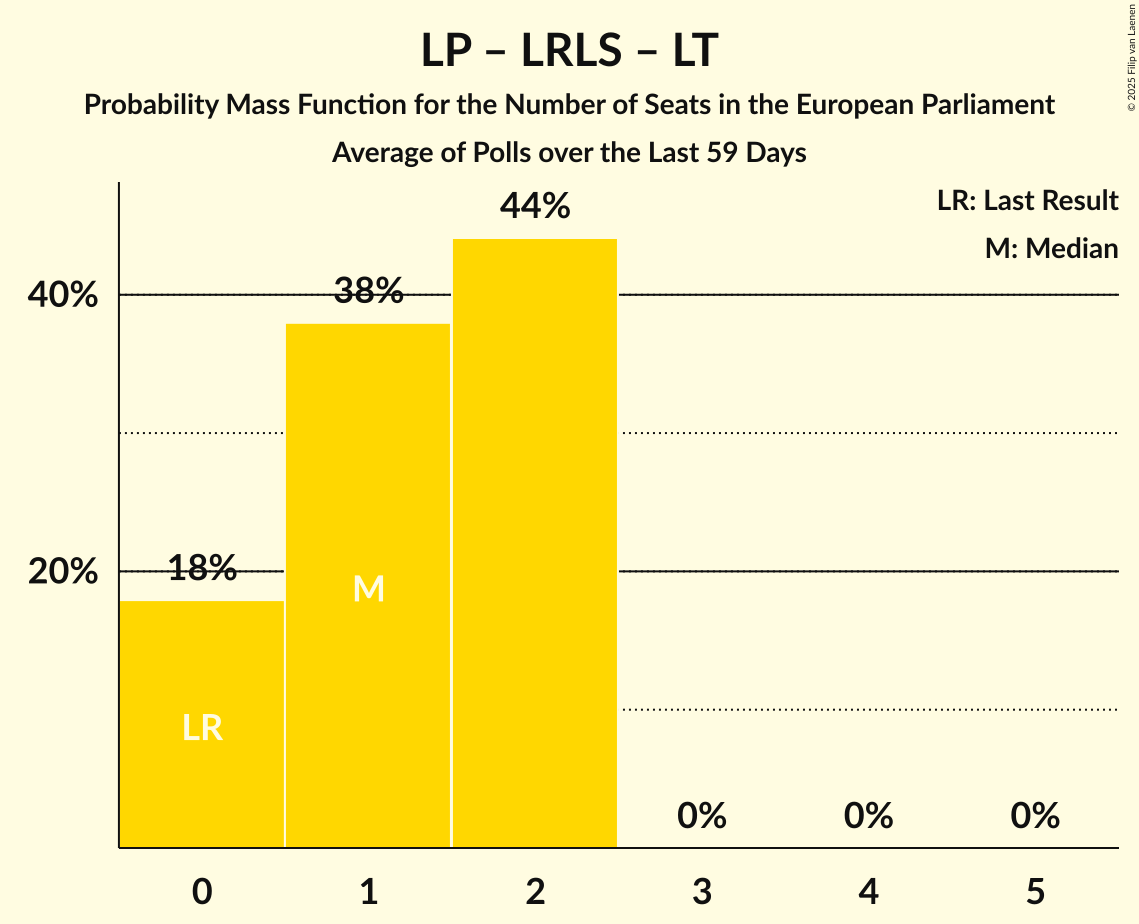 LP – LRLS – LT
Probability Mass Function for the Number of Seats in the European Parliament
Average of Polls over the Last 59 Days
© 2025 Filip van Laenen
LR: Last Result
M: Median
44%
40%
38%
20%
18%
M
LR
0%
0%
0%
0
1
2
3
4
5